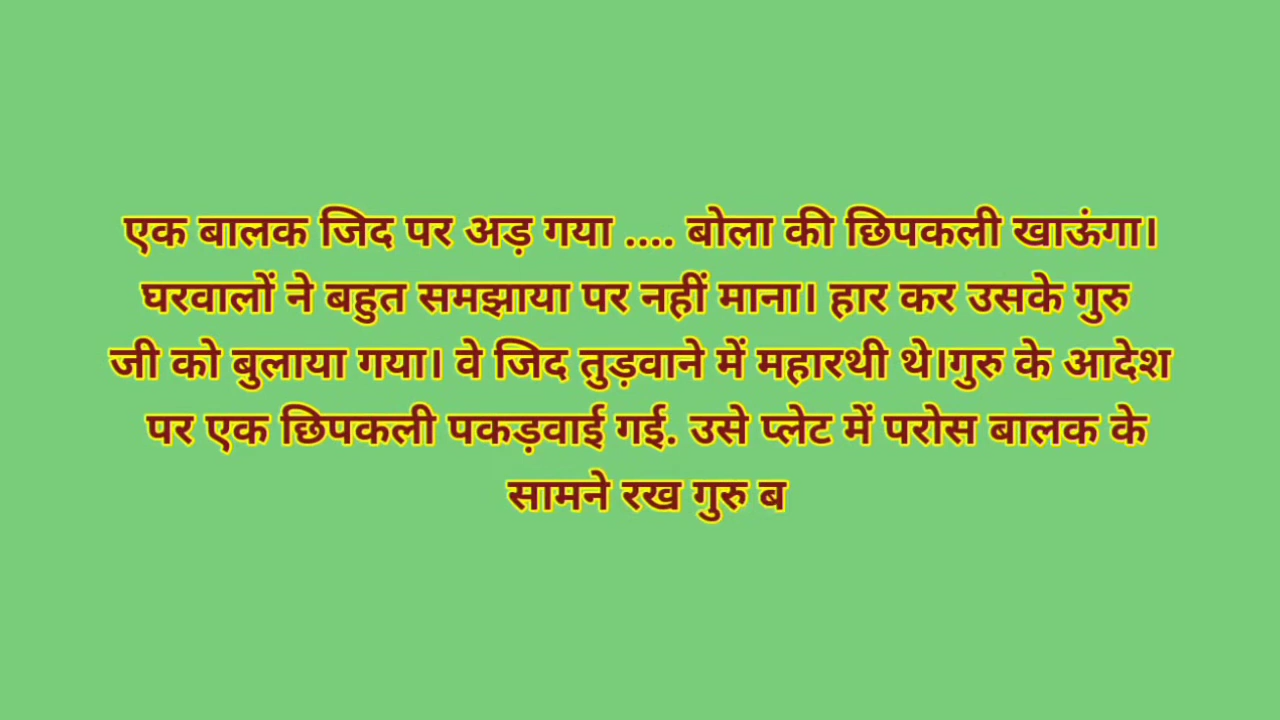 एक बालक जिद पर अड़ गया .... बोला की छिपकली खाऊंगा।
घरवालों ने बहुत समझाया पर नहीं माना। हार कर उसके गुरु
जी को बुलाया गया। वे जिद तुड़वाने में महारथी थे।गुरु के आदेश
पर एक छिपकली पकड़वाई गई. उसे प्लेट में परोस बालक के
सामने रख गुरु ब